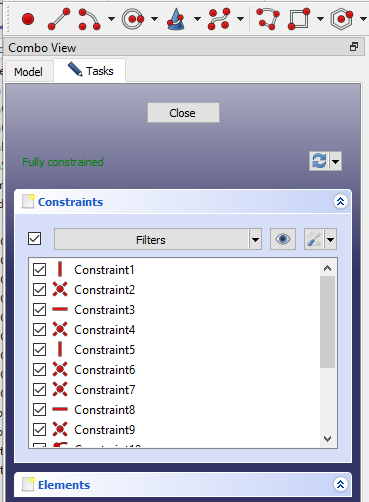 Combo View
Model
Tasks
Close
Fully constrained
Constraints
Filters
Constraint1
Constraint2
Constraint3
Constraint4
Constraint5
Constraint6
Constraint7
Constraint8
Constraint9
Elements